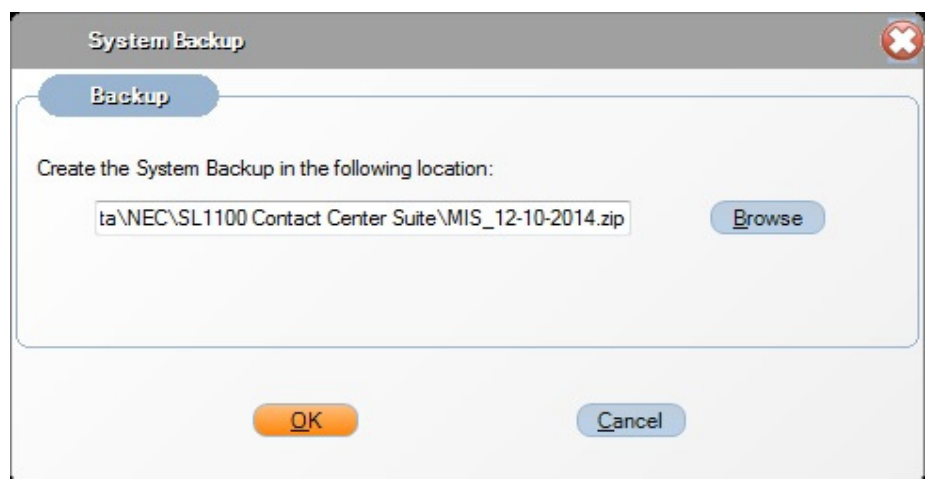 System Backup
Backup
Create the System Backup in the following location:
ta\NEC\SL1100 Contact Center Suite\MIS_12-10-2014.zip Browse
OK Cancel